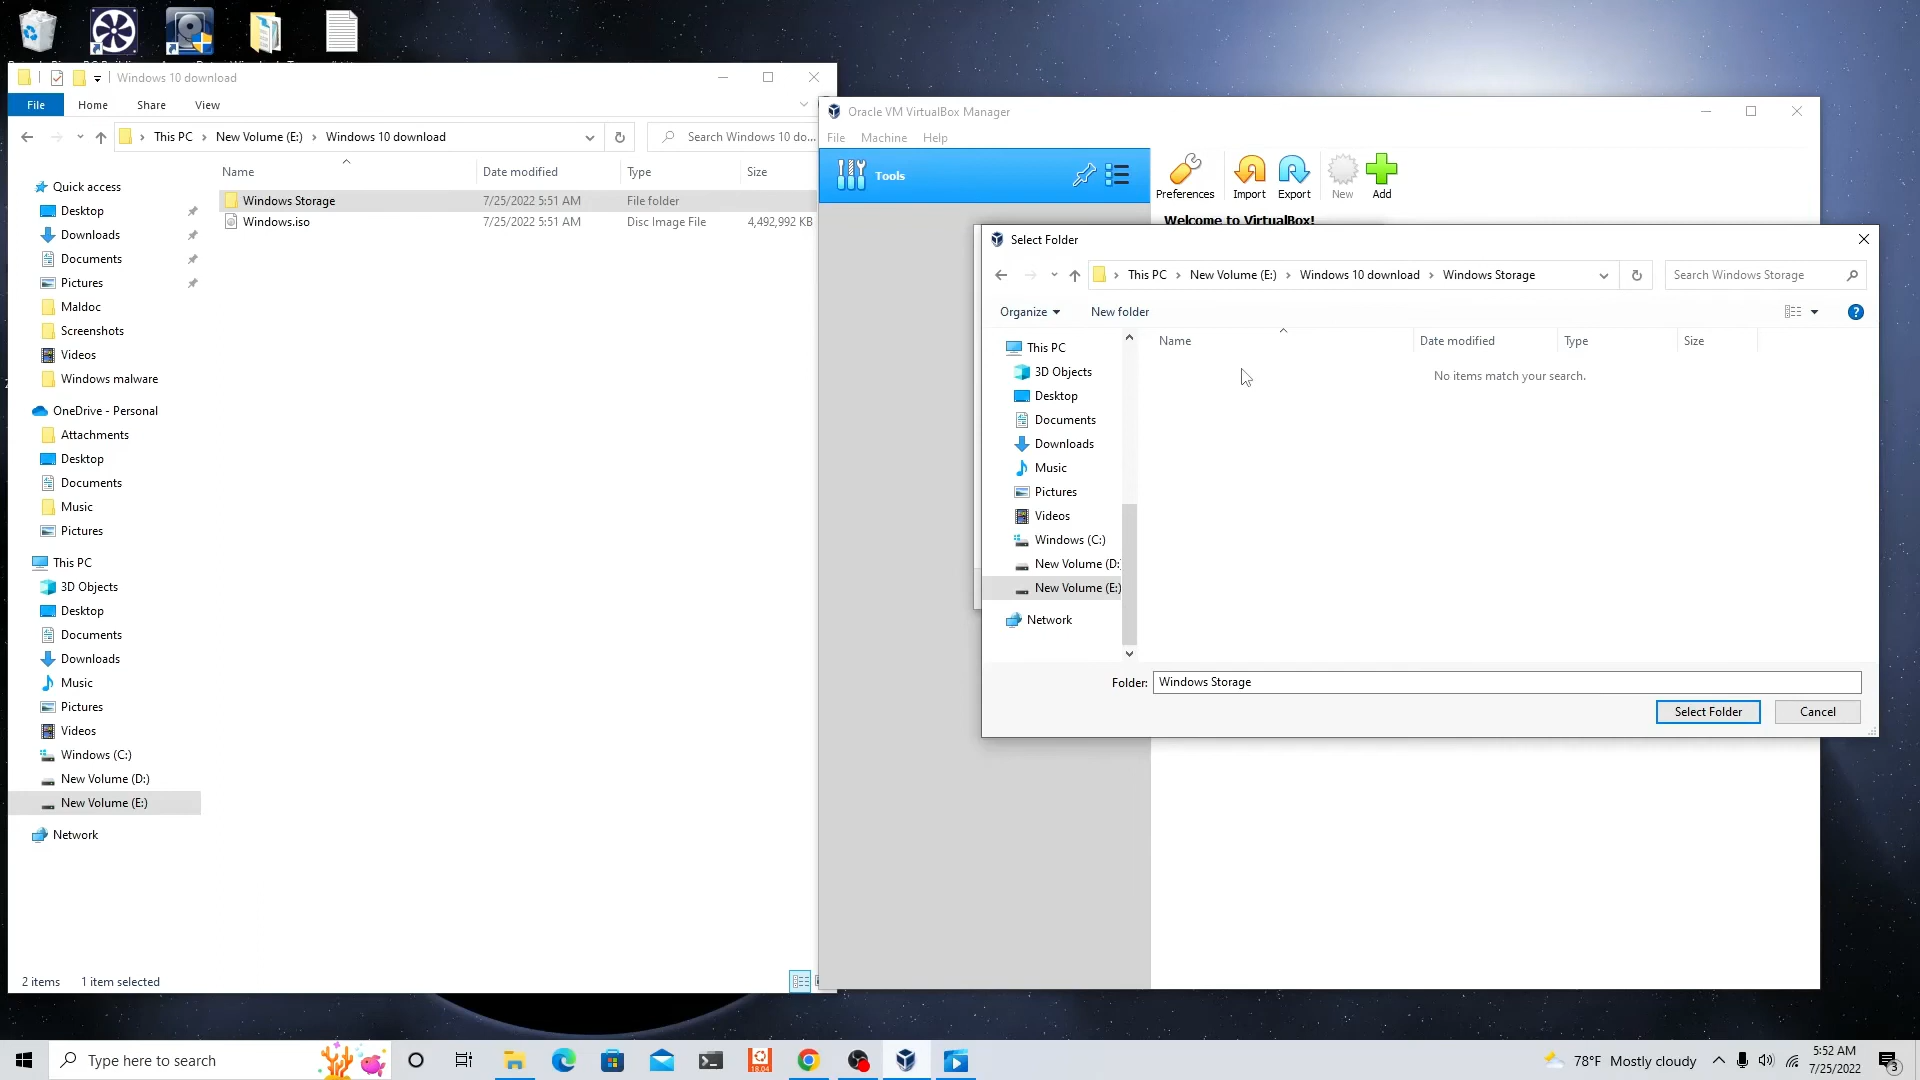 Windows 10 download
File Home Share View
This PC New Volume (E:) Windows 10 download
Search Windows 10 do...
Name Date modified Type Size
Windows Storage 7/25/2022 5:51 AM File folder
Windows.iso 7/25/2022 5:51 AM Disc Image File 4,492,992 KB
Quick access
Desktop
Downloads
Documents
Pictures
Maldoc
Screenshots
Videos
Windows malware
OneDrive - Personal
Attachments
Desktop
Documents
Music
Pictures
This PC
3D Objects
Desktop
Documents
Downloads
Music
Pictures
Videos
Windows (C:)
New Volume (D:)
New Volume (E:)
Network
2 items 1 item selected
Oracle VM VirtualBox Manager
File Machine Help
Tools
Preferences Import Export New Add
Welcome to VirtualBox!
Select Folder
This PC New Volume (E:) Windows 10 download Windows Storage
Search Windows Storage
Organize New folder
Name Date modified Type Size
No items match your search.
This PC
3D Objects
Desktop
Documents
Downloads
Music
Pictures
Videos
Windows (C:)
New Volume (D:
New Volume (E:)
Network
Folder: Windows Storage
Select Folder Cancel
Type here to search
18.04
78°F Mostly cloudy
5:52 AM
7/25/2022
3